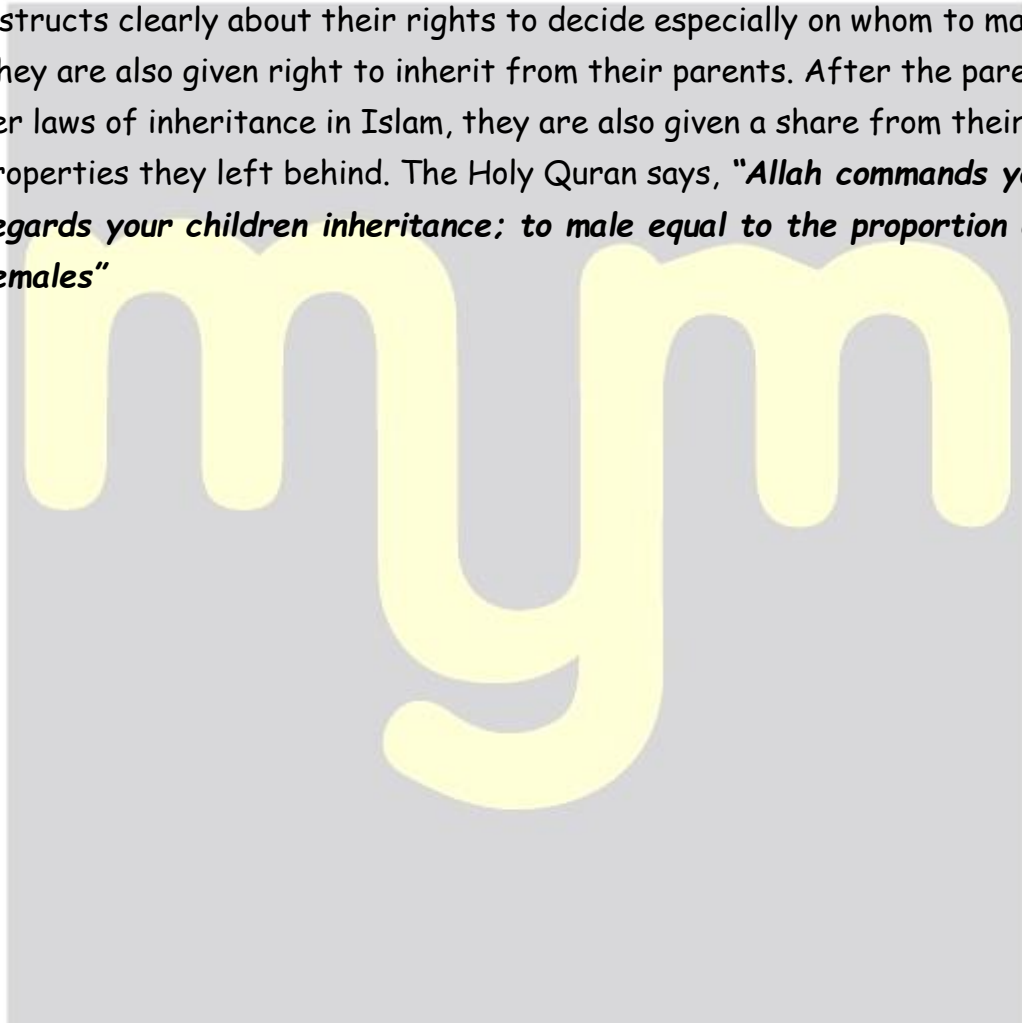 structs clearly about their rights to decide especially on whom to ma
hey are also given right to inherit from their parents. After the pare
er laws of inheritance in Islam, they are also given a share from their
roperties they left behind. The Holy Quran says, “Allah commands y
egards your children inheritance; to male equal to the proportion
emales”
mym